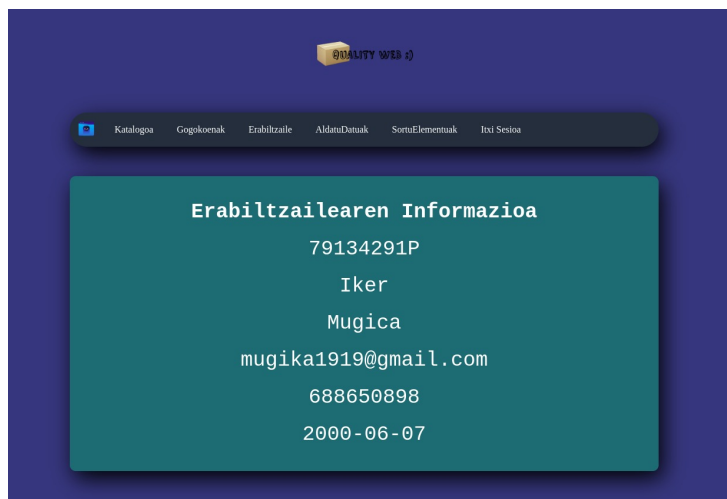 QUALITY WEB :)
Katalogoa Gogokoenak Erabiltzaile AldatuDatuak SortuElementuak Itxi Sesioa
Erabiltzailearen Informazioa
79134291P
Iker
Mugica
mugika1919@gmail.com
688650898
2000-06-07